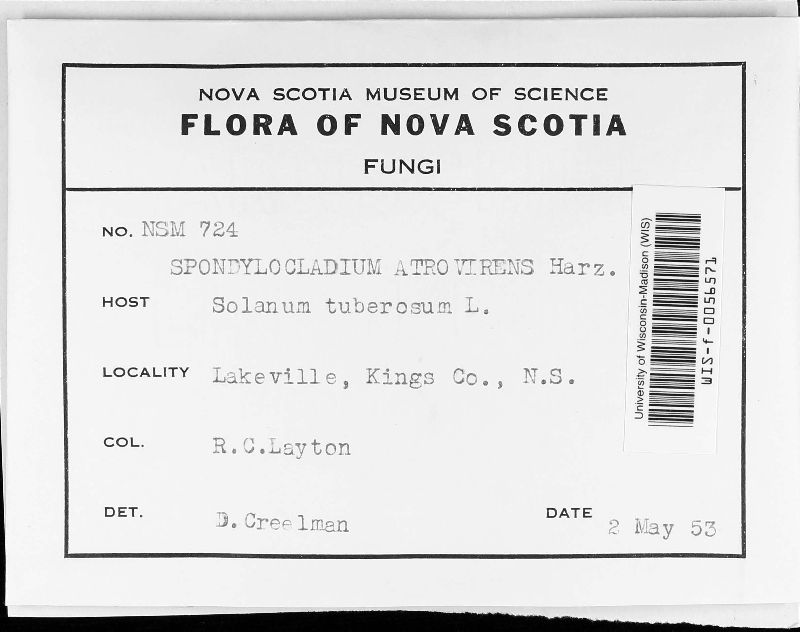 NOVA SCOTIA MUSEUM OF SCIENCE
FLORA OF NOVA SCOTIA
FUNGI
NO. NSM 724
SPONDYLOCLADIUM ATROVIRENS Harz.
HOST Solanum tuberosum L.
LOCALITY Lakeville, Kings Co., N.S.
COL. R.C.Layton
DET. D.Creelman
DATE 2 May 53
University of Wisconsin-Madison (WIS)
WIS-f-0056571